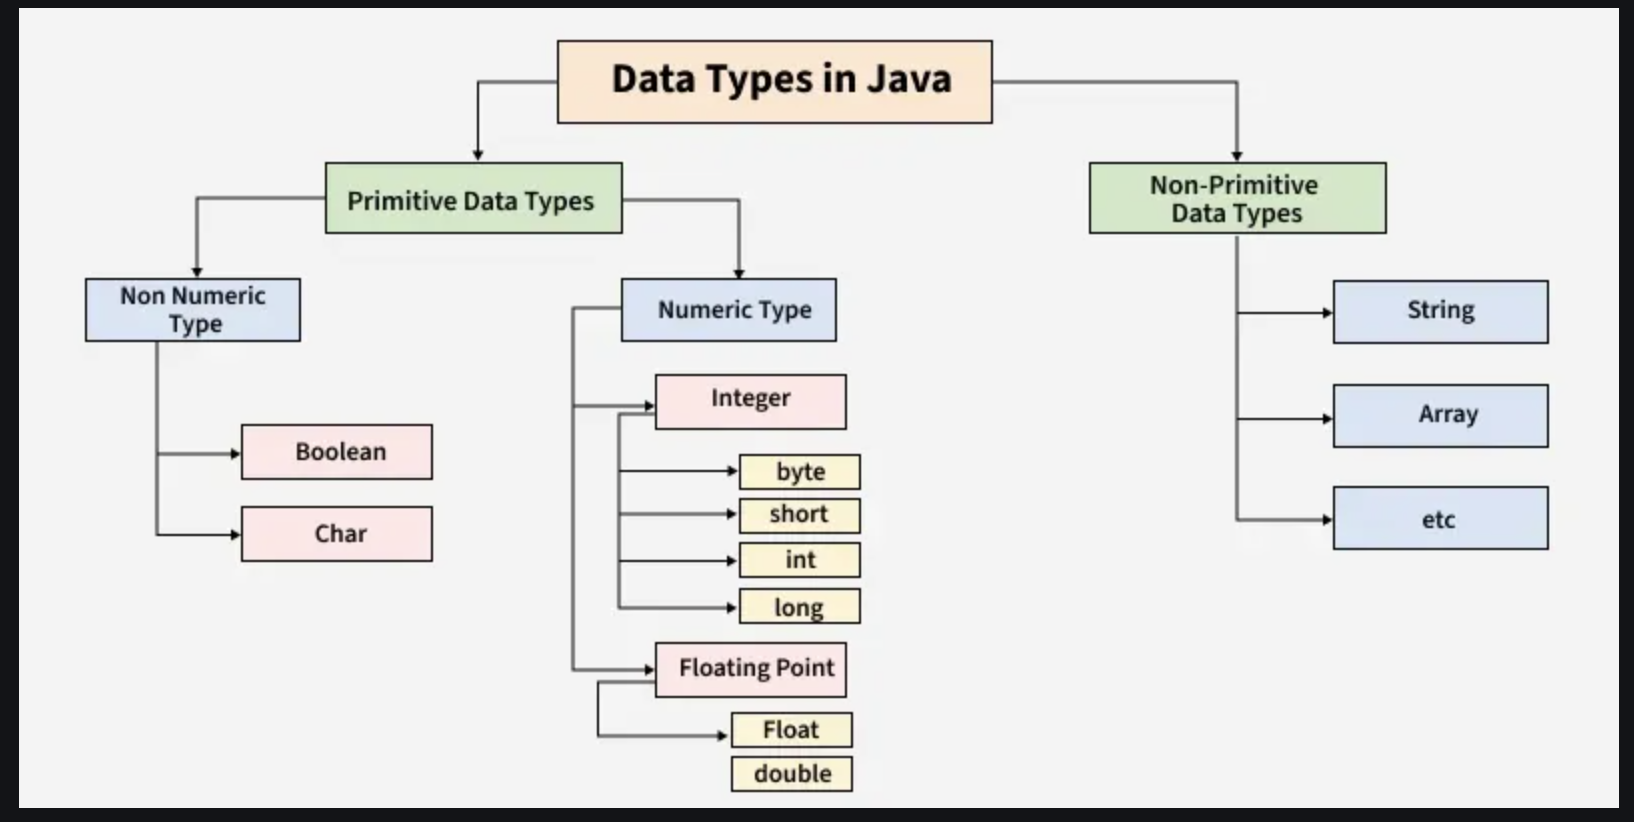 Data Types in Java
Primitive Data Types
Non-Primitive
Data Types
Non Numeric
Type
Numeric Type
String
Integer
Array
Boolean
byte
short
etc
Char
int
long
Floating Point
Float
double